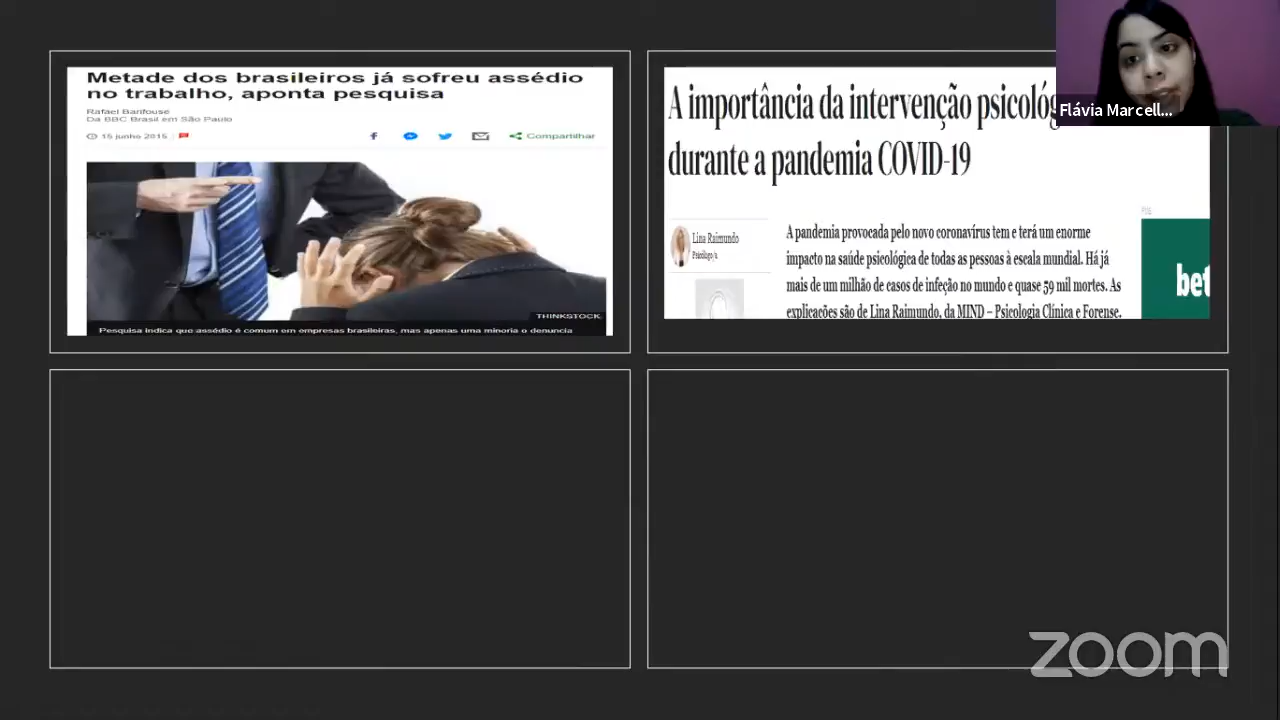 Metade dos brasileiros já sofreu assédio
no trabalho, aponta pesquisa
Rafael Barifouse
Da BBC Brasil em São Paulo
15 junho 2015
Compartilhar
THINKSTOCK
Pesquisa indica que assédio é comum em empresas brasileiras, mas apenas uma minoria o denuncia
A importância da intervenção psicológ
durante a pandemia COVID-19
Lina Raimundo
Psicólogo/a
A pandemia provocada pelo novo coronavírus tem e terá um enorme
impacto na saúde psicológica de todas as pessoas à escala mundial. Há já
mais de um milhão de casos de infeção no mundo e quase 59 mil mortes. As
explicações são de Lina Raimundo, da MIND – Psicologia Clínica e Forense.
PUB
bet
Flávia Marcell...
zoom